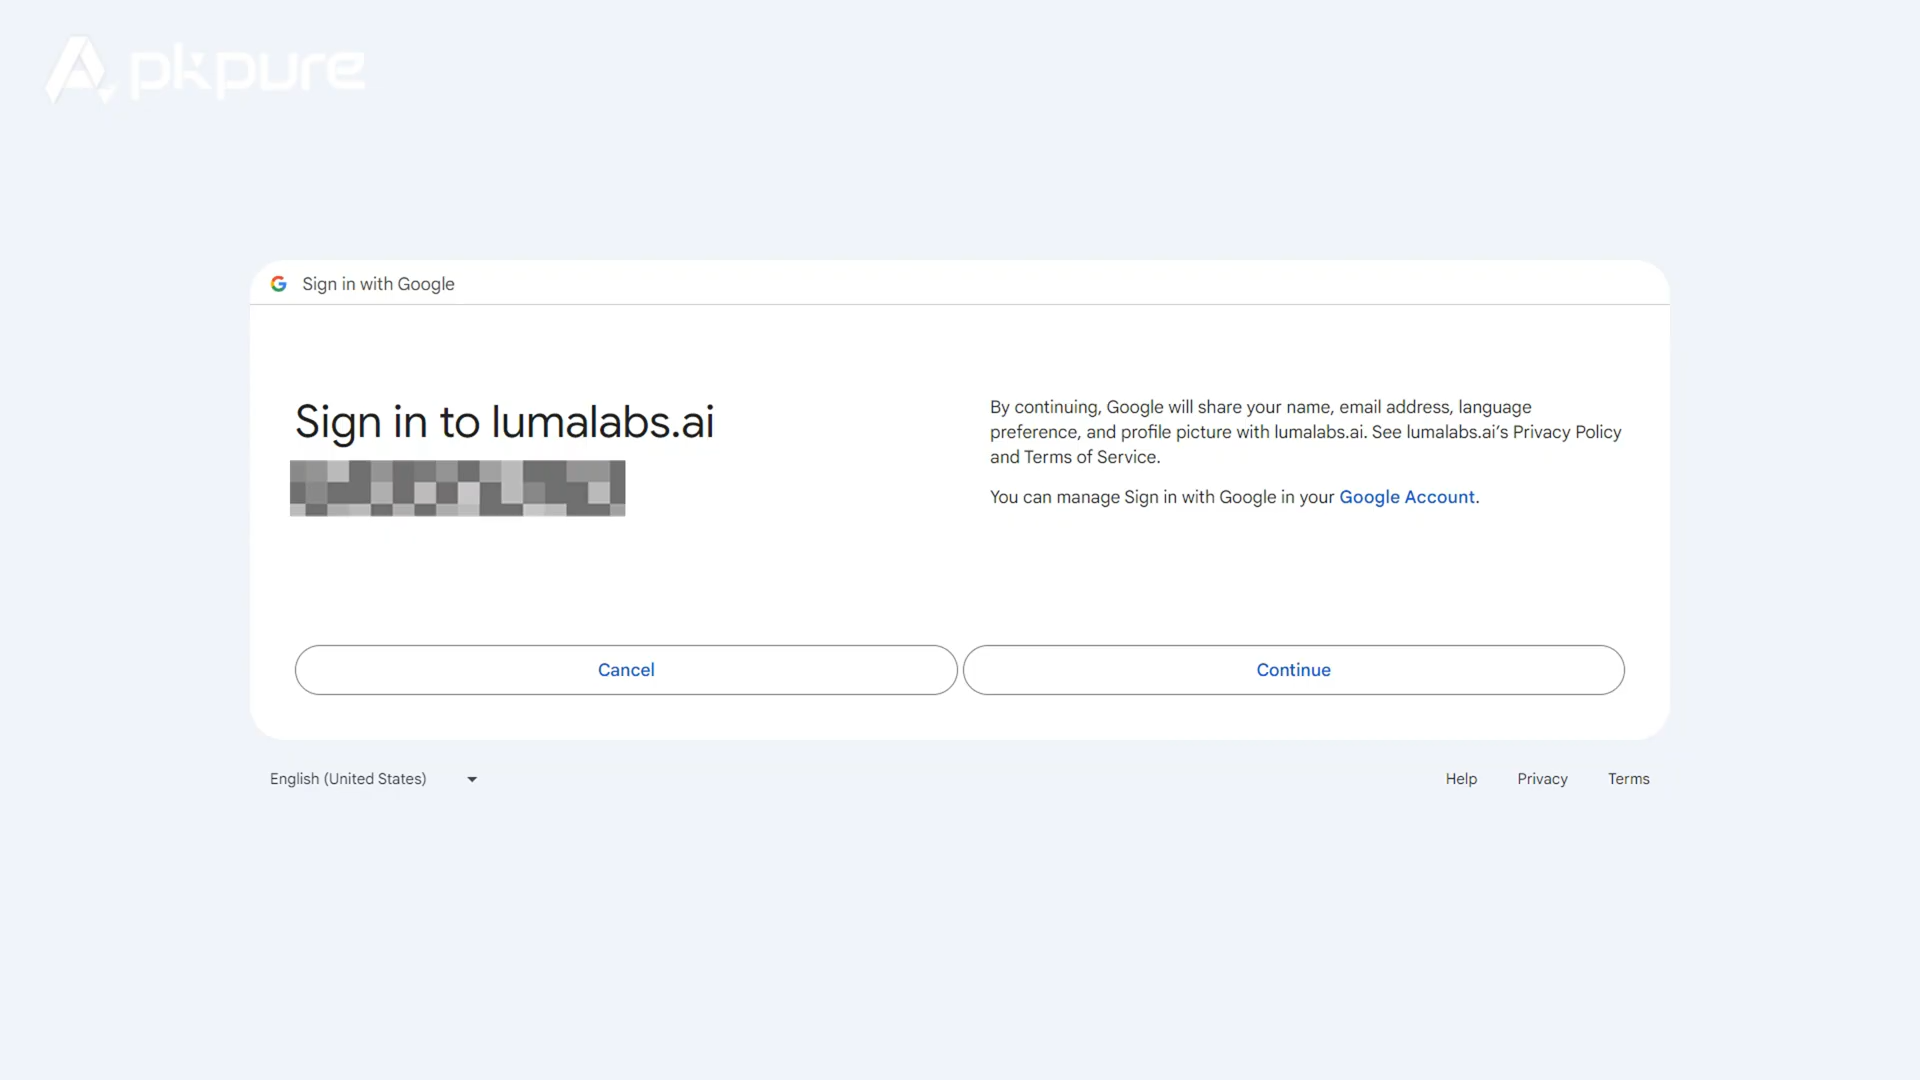 Apkpure
Sign in with Google
Sign in to lumalabs.ai
By continuing, Google will share your name, email address, language
preference, and profile picture with lumalabs.ai. See lumalabs.ai’s Privacy Policy
and Terms of Service.
You can manage Sign in with Google in your Google Account.
Cancel
Continue
English (United States)
Help
Privacy
Terms